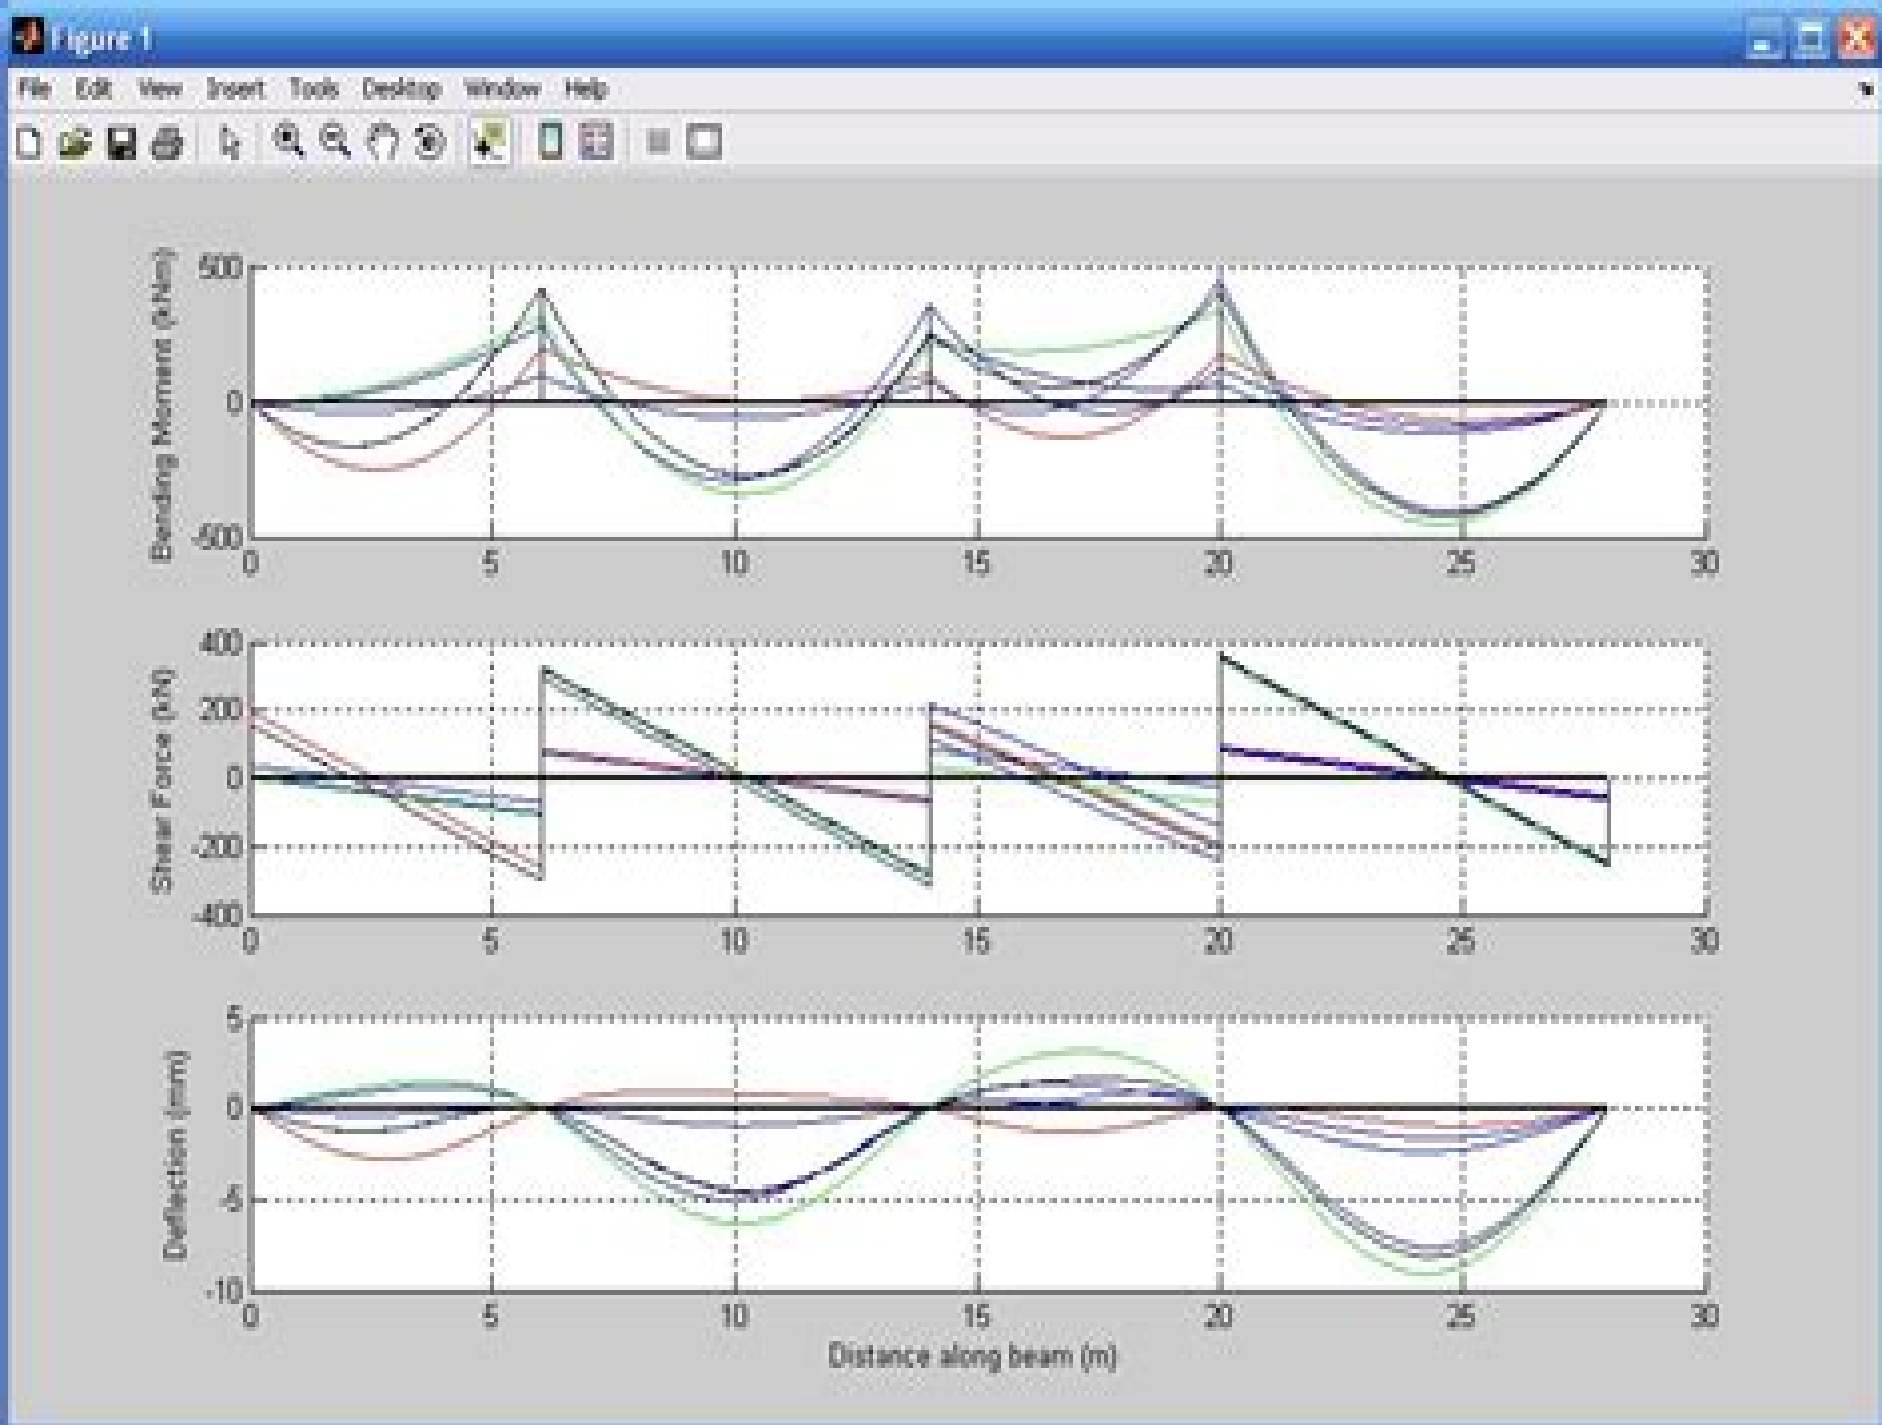 Figure 1
File Edit View Insert Tools Desktop Window Help
Bending Moment (kNm)
500
0
-500
0 5 10 15 20 25 30
Shear Force (kN)
400
200
0
-200
-400
0 5 10 15 20 25 30
Deflection (mm)
5
0
-5
-10
0 5 10 15 20 25 30
Distance along beam (m)